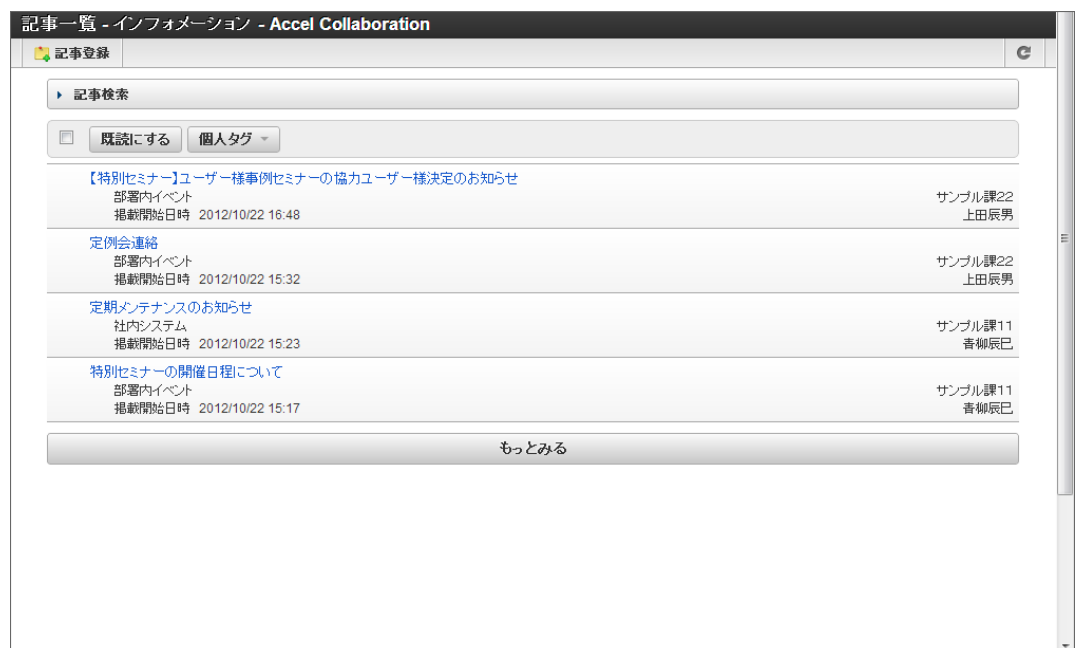 記事一覧 - インフォメーション - Accel Collaboration
記事登録
記事検索
既読にする 個人タグ
【特別セミナー】ユーザー様事例セミナーの協力ユーザー様決定のお知らせ
部署内イベント サンプル課22
掲載開始日時 2012/10/22 16:48 上田辰男
定例会連絡
部署内イベント サンプル課22
掲載開始日時 2012/10/22 15:32 上田辰男
定期メンテナンスのお知らせ
社内システム サンプル課11
掲載開始日時 2012/10/22 15:23 青柳辰巳
特別セミナーの開催日程について
部署内イベント サンプル課11
掲載開始日時 2012/10/22 15:17 青柳辰巳
もっとみる